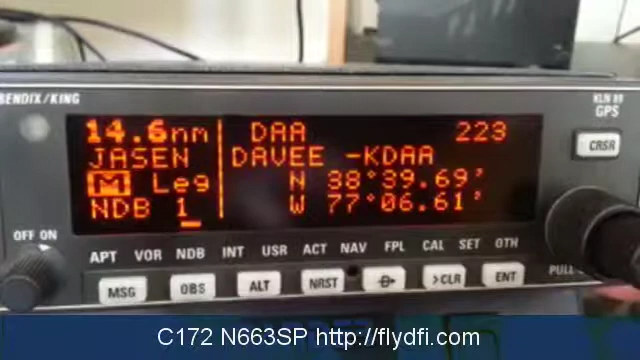 BENDIX/KING
KLN 89
GPS
14.6nm DAA 223
JASEN DAVEE -KDAA
M Leg N 38°39.69'
NDB 1 W 77°06.61'
CRSR
OFF ON
APT VOR NDB INT USR ACT NAV FPL CAL SET OTH
PULL
MSG OBS ALT NRST D >CLR ENT
C172 N663SP http://flydfi.com